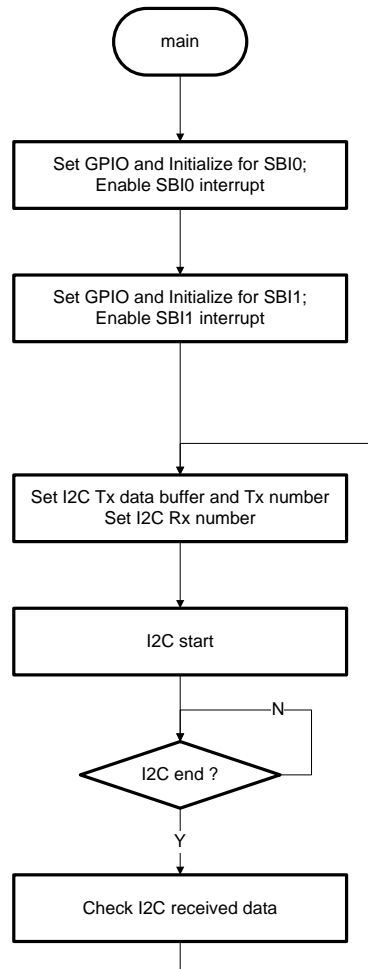 main
Set GPIO and Initialize for SBI0;
Enable SBI0 interrupt
Set GPIO and Initialize for SBI1;
Enable SBI1 interrupt
Set I2C Tx data buffer and Tx number
Set I2C Rx number
I2C start
N
I2C end ?
Y
Check I2C received data